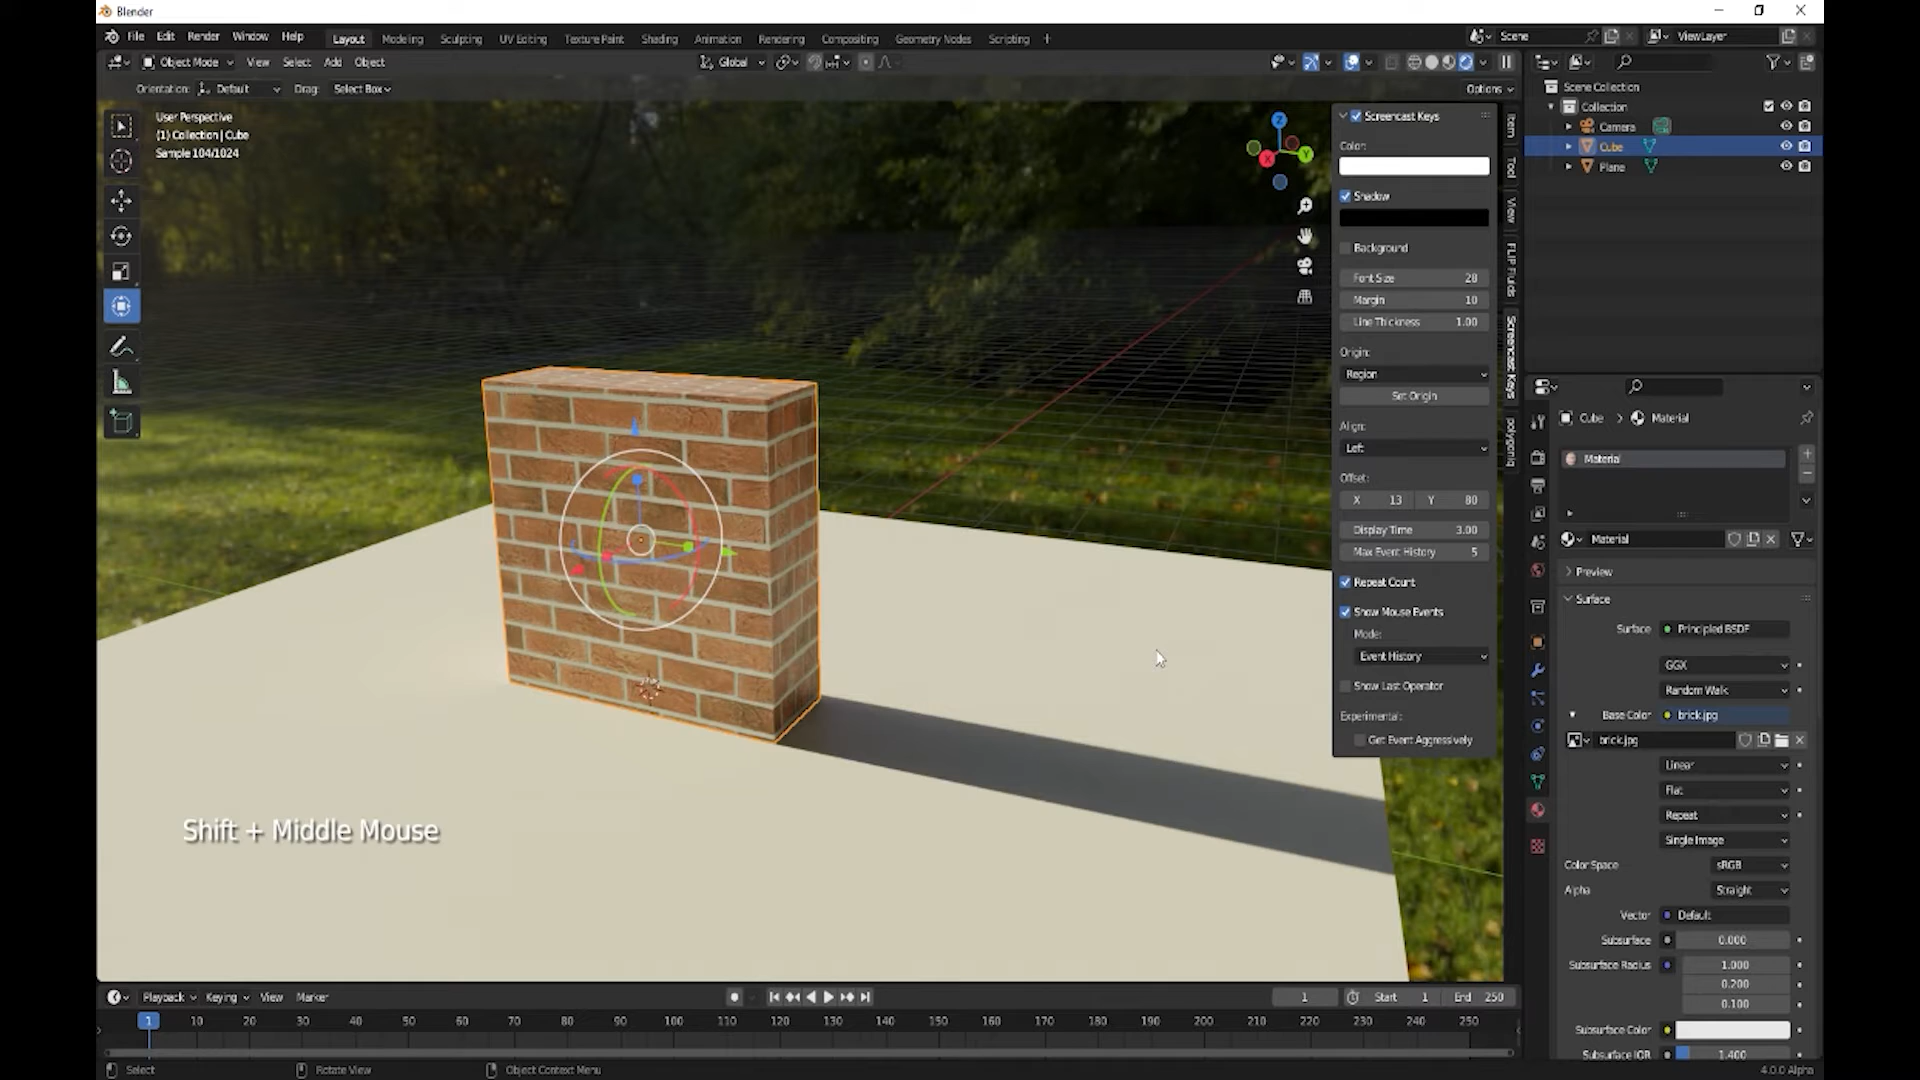 Blender
File Edit Render Window Help Layout Modeling Sculpting UV Editing Texture Paint Shading Animation Rendering Compositing Geometry Nodes Scripting + Scene ViewLayer
Object Mode View Select Add Object Global
Orientation: Default Drag: Select Box Options
User Perspective
(1) Collection | Cube
Sample 104/1024
Z
X
Y
Screencast Keys
Color:
Shadow
Background
Font Size 28
Margin 10
Line Thickness 1.00
Origin:
Region
Set Origin
Align:
Left
Offset:
X 13 Y 80
Display Time 3.00
Max Event History 5
Repeat Count
Show Mouse Events
Mode:
Event History
Show Last Operator
Experimental:
Get Event Aggressively
Item
Tool
View
FLIP Fluids
Screencast Keys
polygoniq
Scene Collection
Collection
Camera
Cube
Plane
Cube > Material
Material
Material
Preview
Surface
Surface Principled BSDF
GGX
Random Walk
Base Color brick.jpg
brick.jpg
Linear
Flat
Repeat
Single Image
Color Space sRGB
Alpha Straight
Vector Default
Subsurface 0.000
Subsurface Radius 1.000
0.200
0.100
Subsurface Color
Subsurface IOR 1.400
Shift + Middle Mouse
Playback Keying View Marker 1 Start 1 End 250
1 10 20 30 40 50 60 70 80 90 100 110 120 130 140 150 160 170 180 190 200 210 220 230 240 250
Select Rotate View Object Context Menu 4.0.0 Alpha